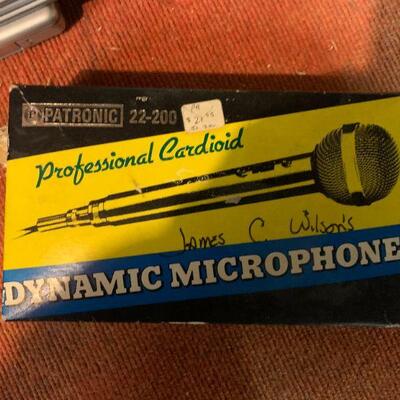 PATRONIC 22-200
Professional Cardioid
James C. Wilson's
DYNAMIC MICROPHONE